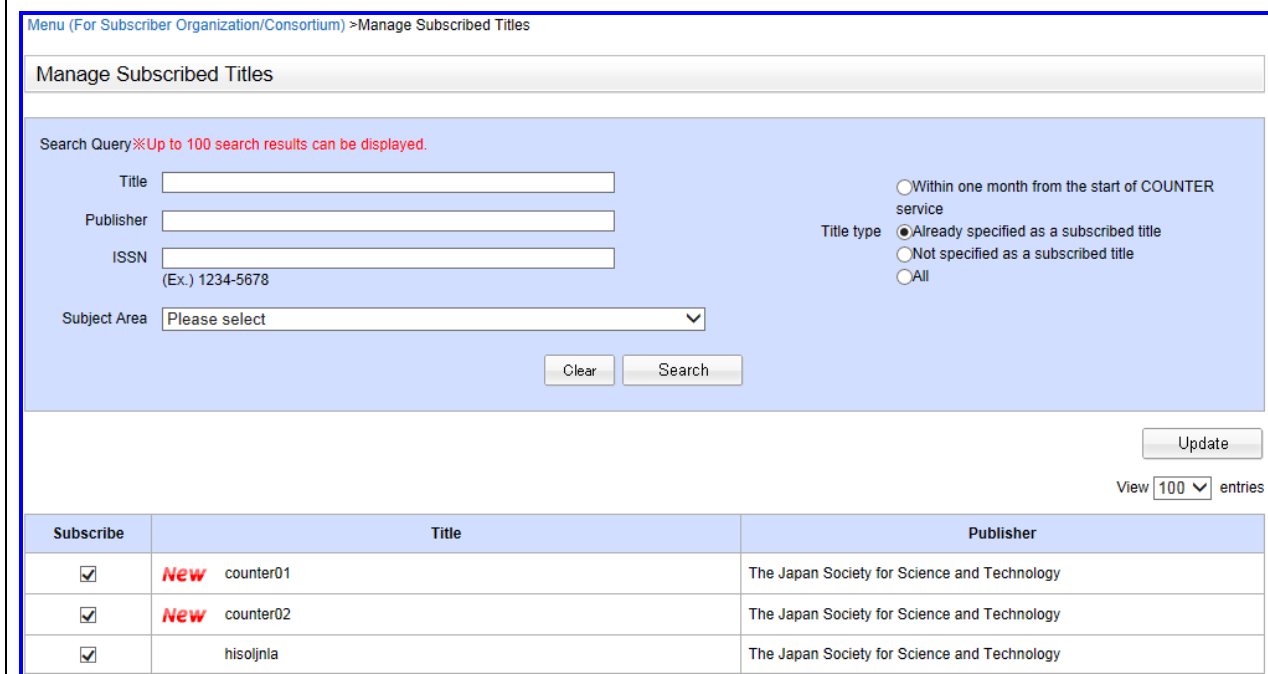 Menu (For Subscriber Organization/Consortium) >Manage Subscribed Titles
Manage Subscribed Titles
Search Query※Up to 100 search results can be displayed.
Title
Publisher
ISSN
(Ex.) 1234-5678
Subject Area Please select
Title type
Within one month from the start of COUNTER
service
Already specified as a subscribed title
Not specified as a subscribed title
All
Clear Search
Update
View 100 entries
Subscribe Title Publisher
New counter01 The Japan Society for Science and Technology
New counter02 The Japan Society for Science and Technology
hisoljnla The Japan Society for Science and Technology